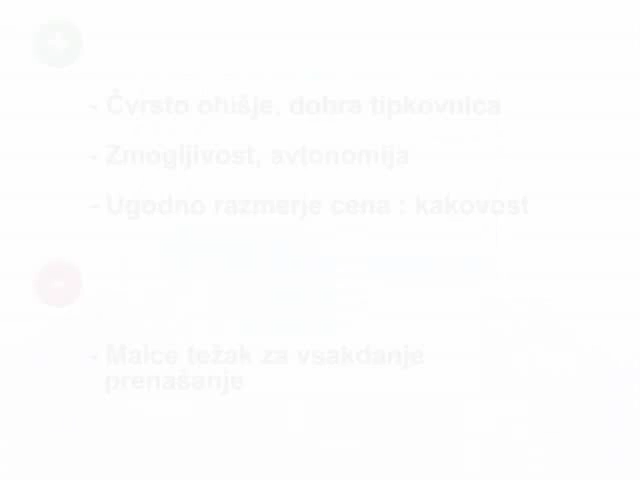 +
- Čvrsto ohišje, dobra tipkovnica
- Zmogljivost, avtonomija
- Ugodno razmerje cena : kakovost
-
- Malce težak za vsakdanje
prenašanje